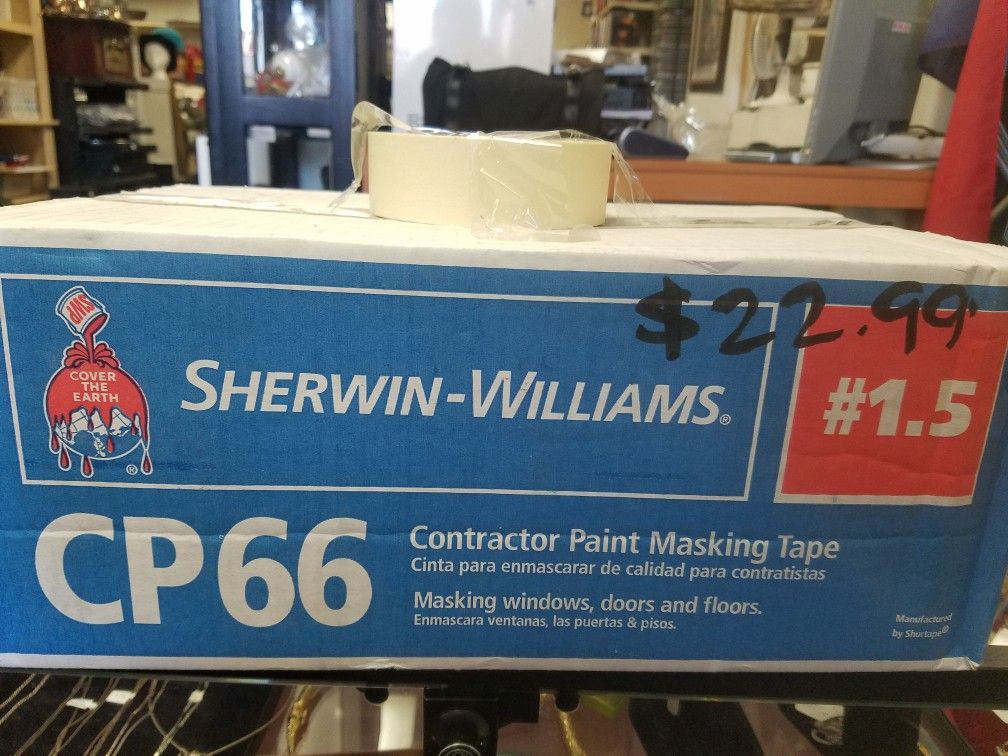 $22.99
SWP
COVER
THE
EARTH
®
SHERWIN-WILLIAMS®
#1.5
CP66
Contractor Paint Masking Tape
Cinta para enmascarar de calidad para contratistas
Masking windows, doors and floors.
Enmascara ventanas, las puertas & pisos.
Manufactured
by Shurtape®